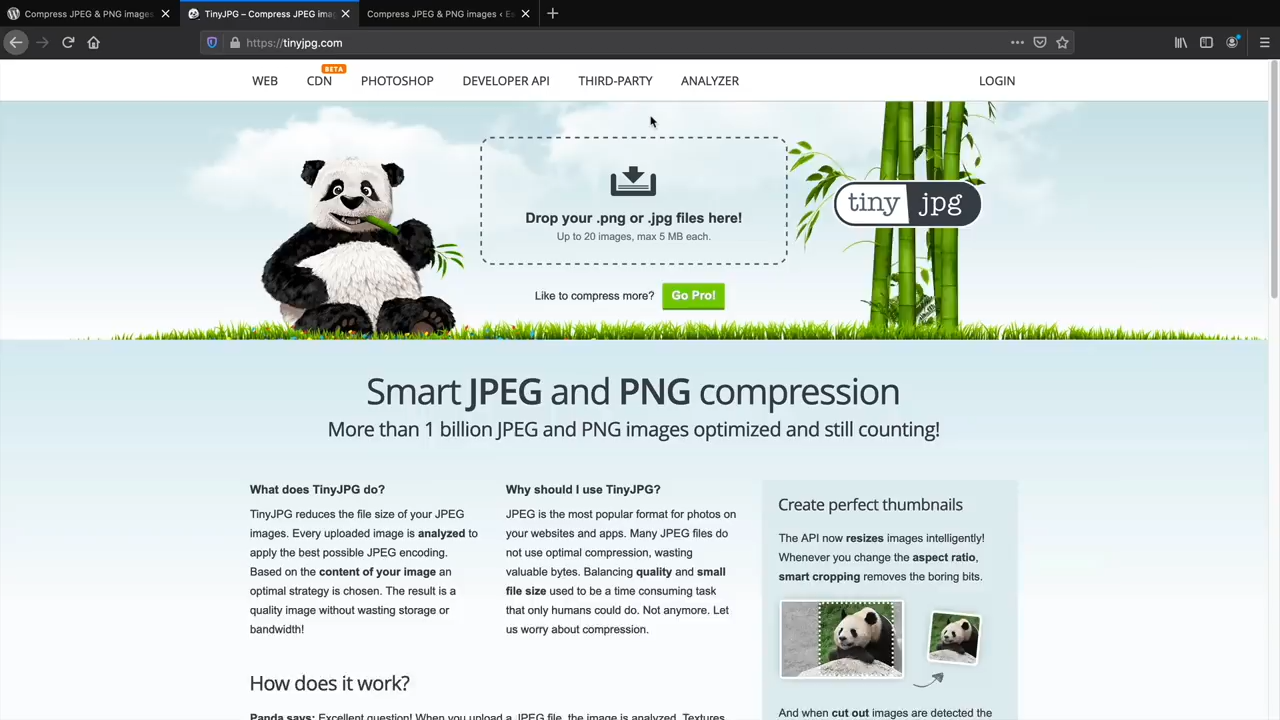 Compress JPEG & PNG images
TinyJPG – Compress JPEG imag
Compress JPEG & PNG images ‹ Es
https://tinyjpg.com
WEB
CDN
BETA
PHOTOSHOP
DEVELOPER API
THIRD-PARTY
ANALYZER
LOGIN
Drop your .png or .jpg files here!
Up to 20 images, max 5 MB each.
Like to compress more?
Go Pro!
tiny jpg
Smart JPEG and PNG compression
More than 1 billion JPEG and PNG images optimized and still counting!
What does TinyJPG do?
TinyJPG reduces the file size of your JPEG
images. Every uploaded image is analyzed to
apply the best possible JPEG encoding.
Based on the content of your image an
optimal strategy is chosen. The result is a
quality image without wasting storage or
bandwidth!
Why should I use TinyJPG?
JPEG is the most popular format for photos on
your websites and apps. Many JPEG files do
not use optimal compression, wasting
valuable bytes. Balancing quality and small
file size used to be a time consuming task
that only humans could do. Not anymore. Let
us worry about compression.
Create perfect thumbnails
The API now resizes images intelligently!
Whenever you change the aspect ratio,
smart cropping removes the boring bits.
And when cut out images are detected the
How does it work?
Panda says: Excellent question! When you upload a JPEG file, the image is analyzed. Textures,